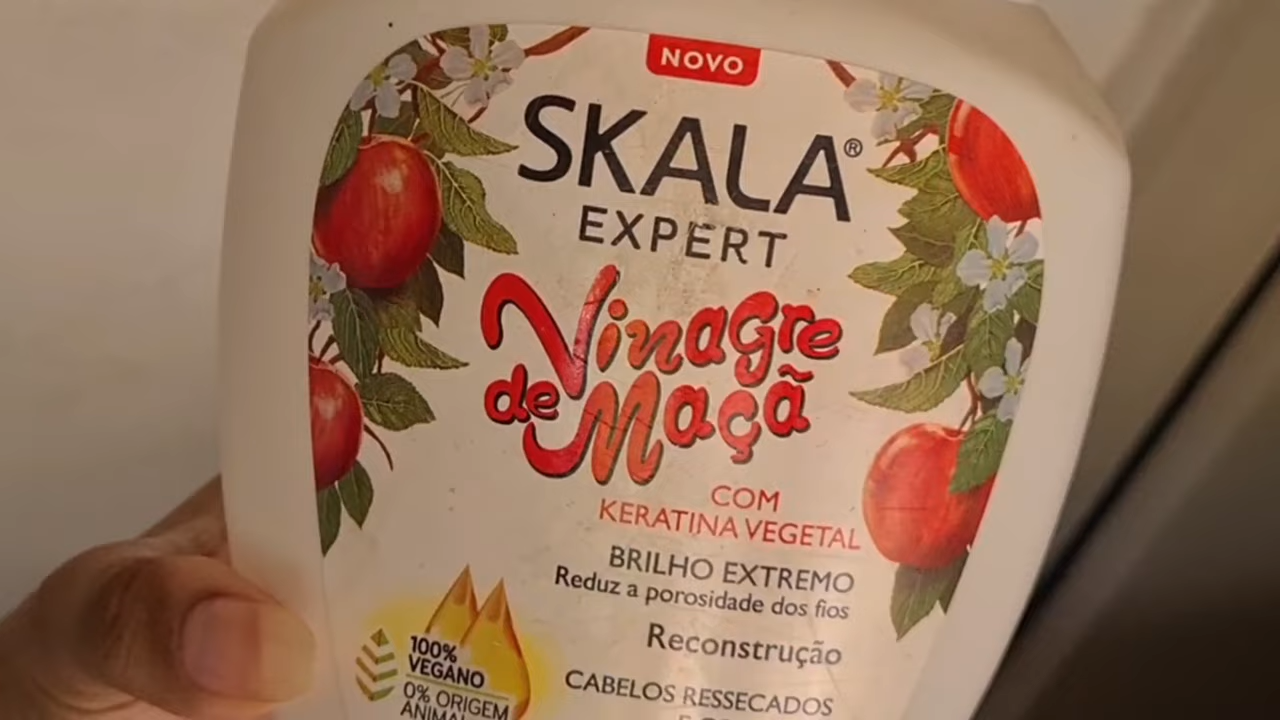 NOVO
SKALA®
EXPERT
Vinagre
de Maçã
COM
KERATINA VEGETAL
BRILHO EXTREMO
Reduz a porosidade dos fios
Reconstrução
CABELOS RESSECADOS
100%
VEGANO
0% ORIGEM